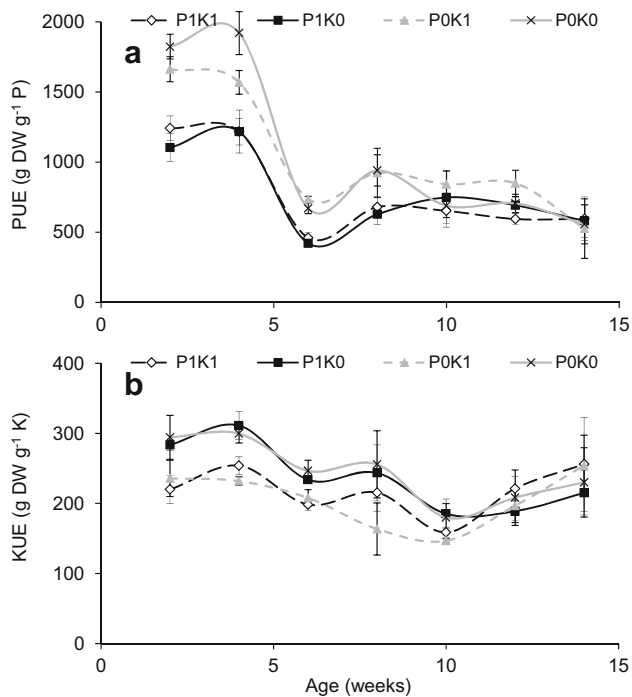 P1K1 P1K0 P0K1 P0K0
a
2000
1500
1000
500
0
PUE (g DW g⁻¹ P)
0 5 10 15
P1K1 P1K0 P0K1 P0K0
b
400
300
200
100
0
KUE (g DW g⁻¹ K)
0 5 10 15
Age (weeks)